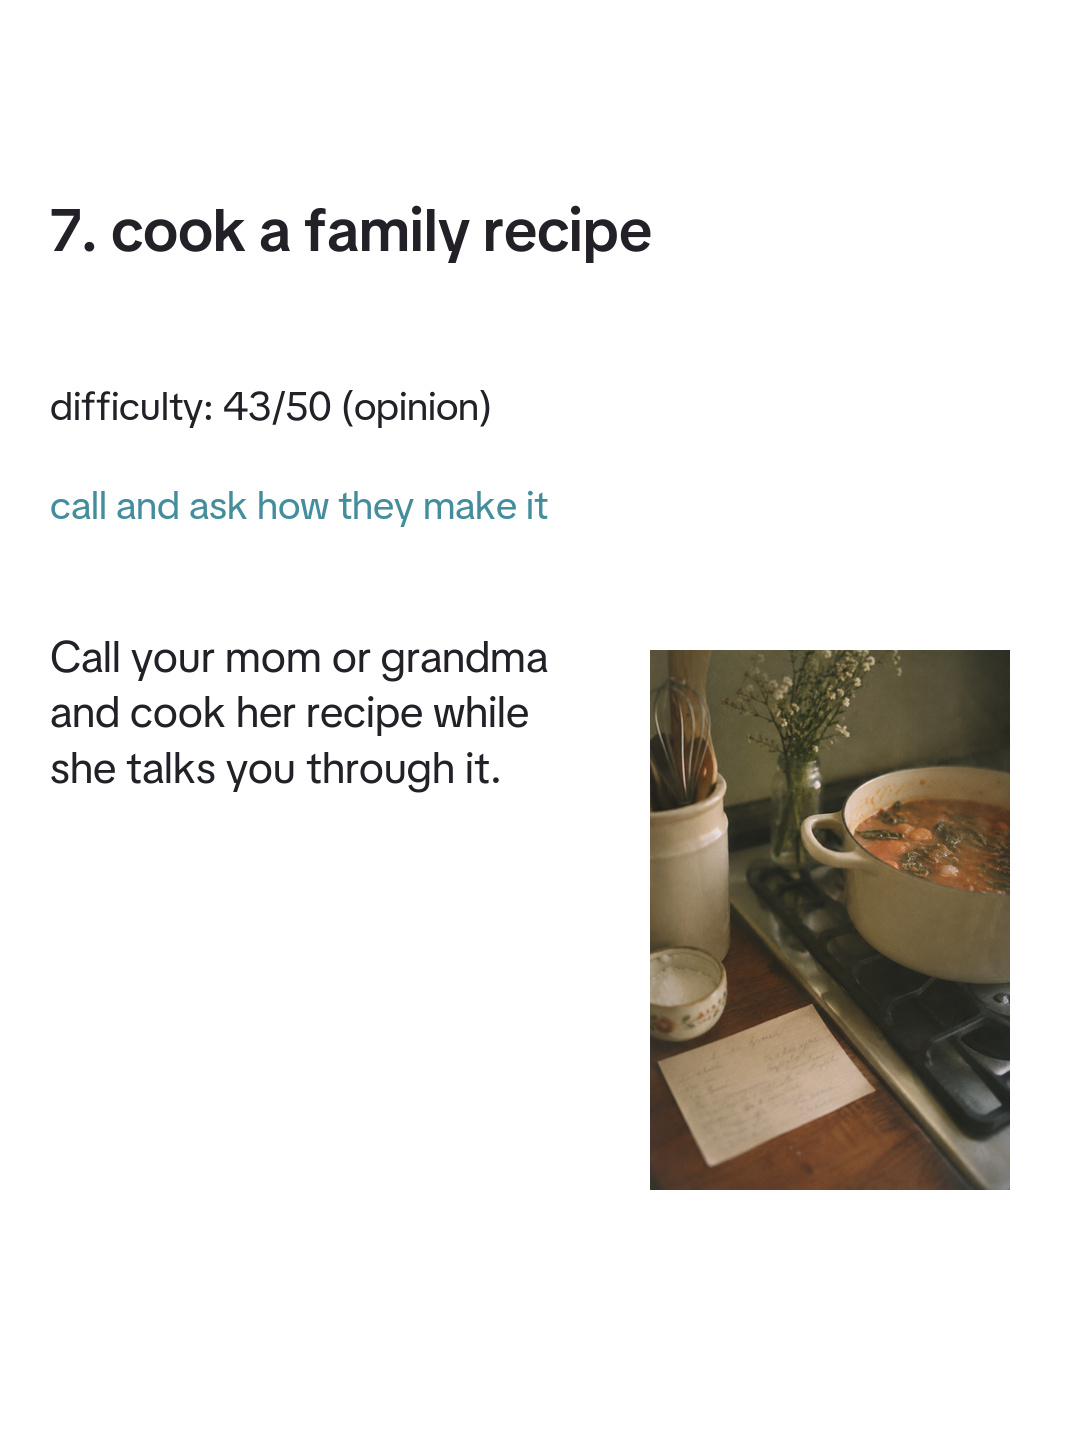 7. cook a family recipe
difficulty: 43/50 (opinion)
call and ask how they make it
Call your mom or grandma
and cook her recipe while
she talks you through it.